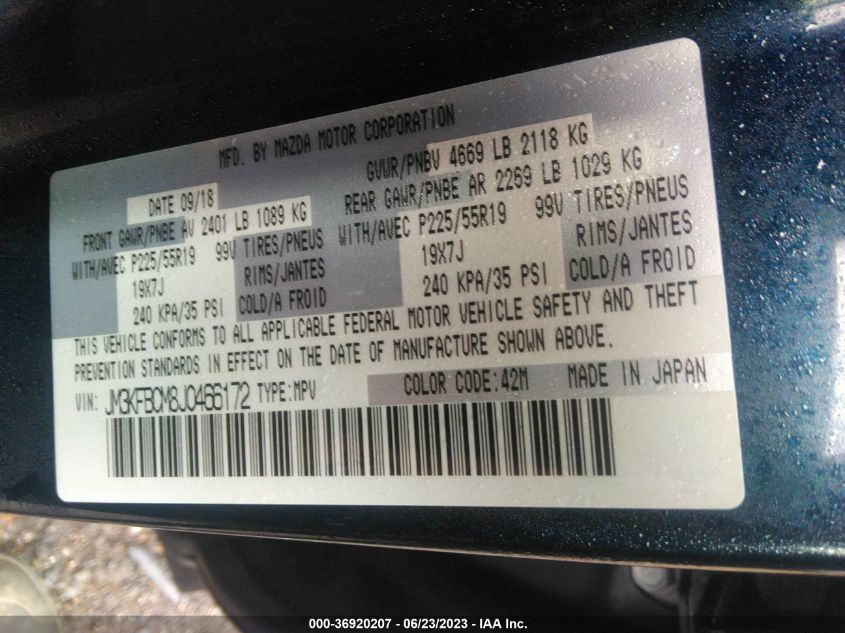 MFD. BY MAZDA MOTOR CORPORATION
DATE 09/18
GVWR/PNBV 4669 LB 2118 KG
FRONT GAWR/PNBE AV 2401 LB 1089 KG
REAR GAWR/PNBE AR 2269 LB 1029 KG
WITH/AVEC P225/55R19 99V TIRES/PNEUS
WITH/AVEC P225/55R19 99V TIRES/PNEUS
19X7J RIMS/JANTES
19X7J RIMS/JANTES
240 KPA/35 PSI COLD/A FROID
240 KPA/35 PSI COLD/A FROID
THIS VEHICLE CONFORMS TO ALL APPLICABLE FEDERAL MOTOR VEHICLE SAFETY AND THEFT
PREVENTION STANDARDS IN EFFECT ON THE DATE OF MANUFACTURE SHOWN ABOVE.
VIN: JM3KFBCM8J0466172 TYPE:MPV
COLOR CODE:42M MADE IN JAPAN
000-36920207 - 06/23/2023 - IAA Inc.